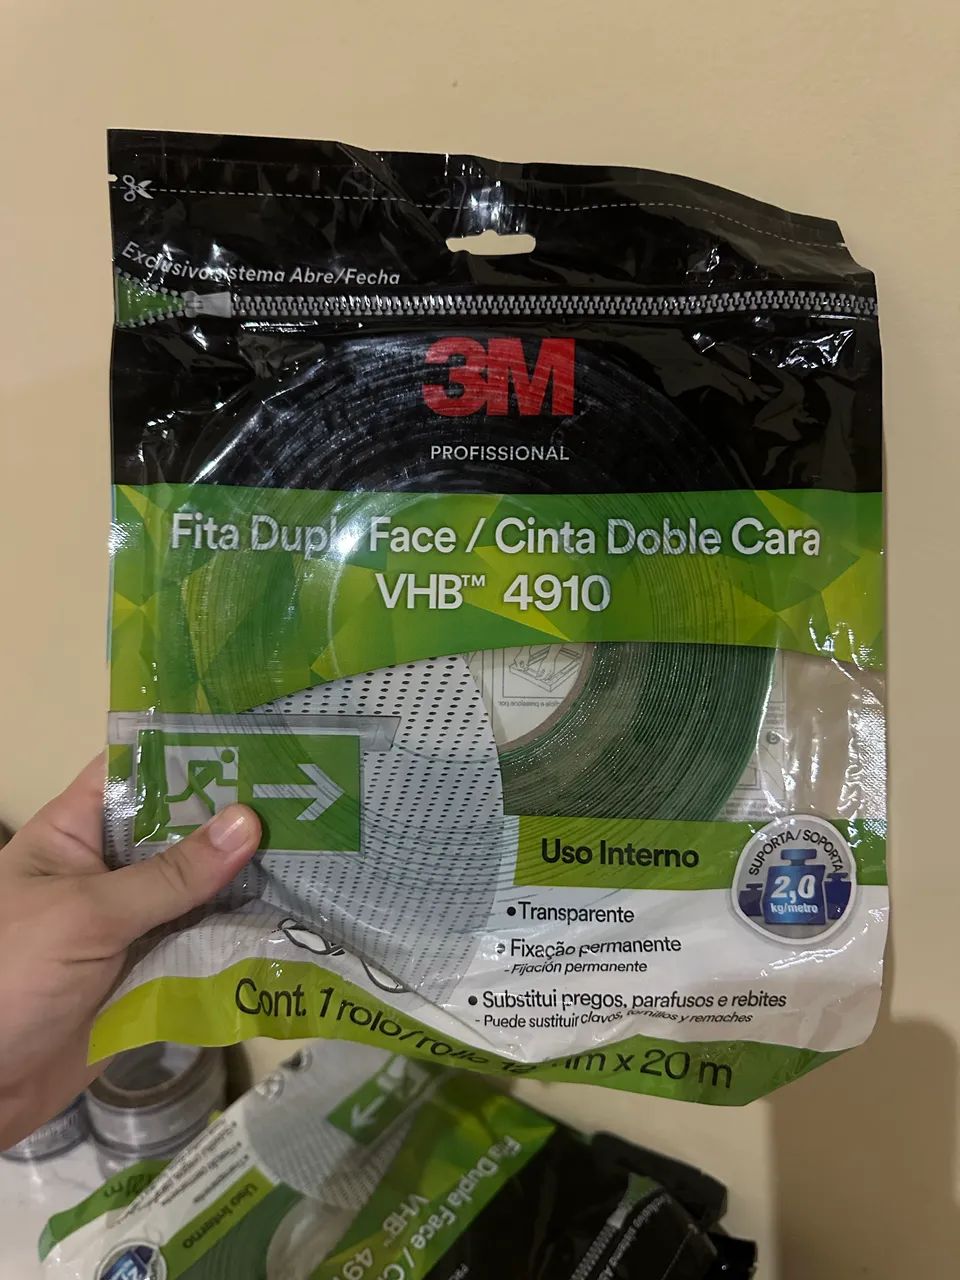 Exclusivo sistema Abre/Fecha
3M
PROFISSIONAL
Fita Dupla Face / Cinta Doble Cara
VHB™ 4910
Uso Interno
SUPORTA/SOPORTA
2,0
kg/metro
•Transparente
• Fixação permanente
- Fijación permanente
• Substitui pregos, parafusos e rebites
- Puede sustituir clavos, tornillos y remaches
Cont. 1 rolo/rollo mm x 20 m
Fita Dupla Face /
VHB™
Uso Interno